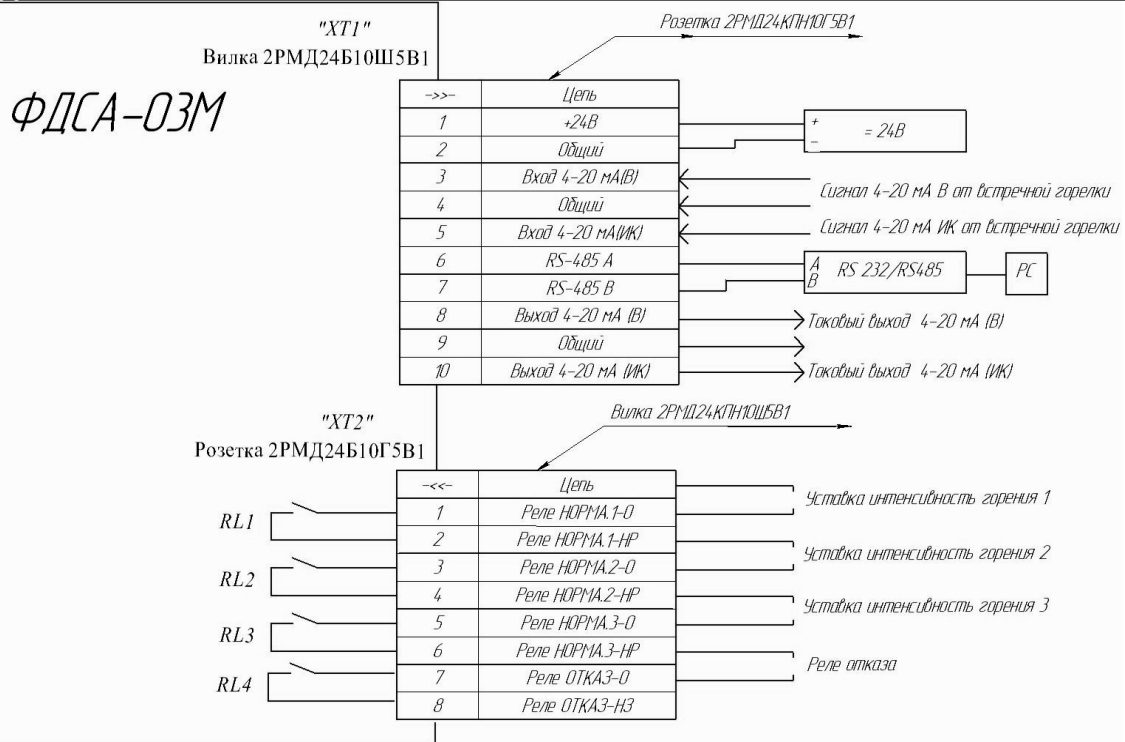 "XT1"
Вилка 2РМД24Б10Ш5В1
Розетка 2РМД24КПН10Г5В1
ФДСА-03М
->>- Цепь
1 +24В
2 Общий
3 Вход 4-20 мА(В)
4 Общий
5 Вход 4-20 мА(ИК)
6 RS-485 A
7 RS-485 B
8 Выход 4-20 мА (В)
9 Общий
10 Выход 4-20 мА (ИК)
+ = 24В
-
Сигнал 4-20 мА В от встречной горелки
Сигнал 4-20 мА ИК от встречной горелки
A RS 232/RS485 PC
B
Токовый выход 4-20 мА (В)
Токовый выход 4-20 мА (ИК)
"XT2"
Розетка 2РМД24Б10Г5В1
Вилка 2РМД24КПН10Ш5В1
-<<- Цепь
1 Реле НОРМА.1-О
2 Реле НОРМА.1-НР
3 Реле НОРМА.2-О
4 Реле НОРМА.2-НР
5 Реле НОРМА.3-О
6 Реле НОРМА.3-НР
7 Реле ОТКАЗ-О
8 Реле ОТКАЗ-НЗ
RL1
RL2
RL3
RL4
Уставка интенсивность горения 1
Уставка интенсивность горения 2
Уставка интенсивность горения 3
Реле отказа